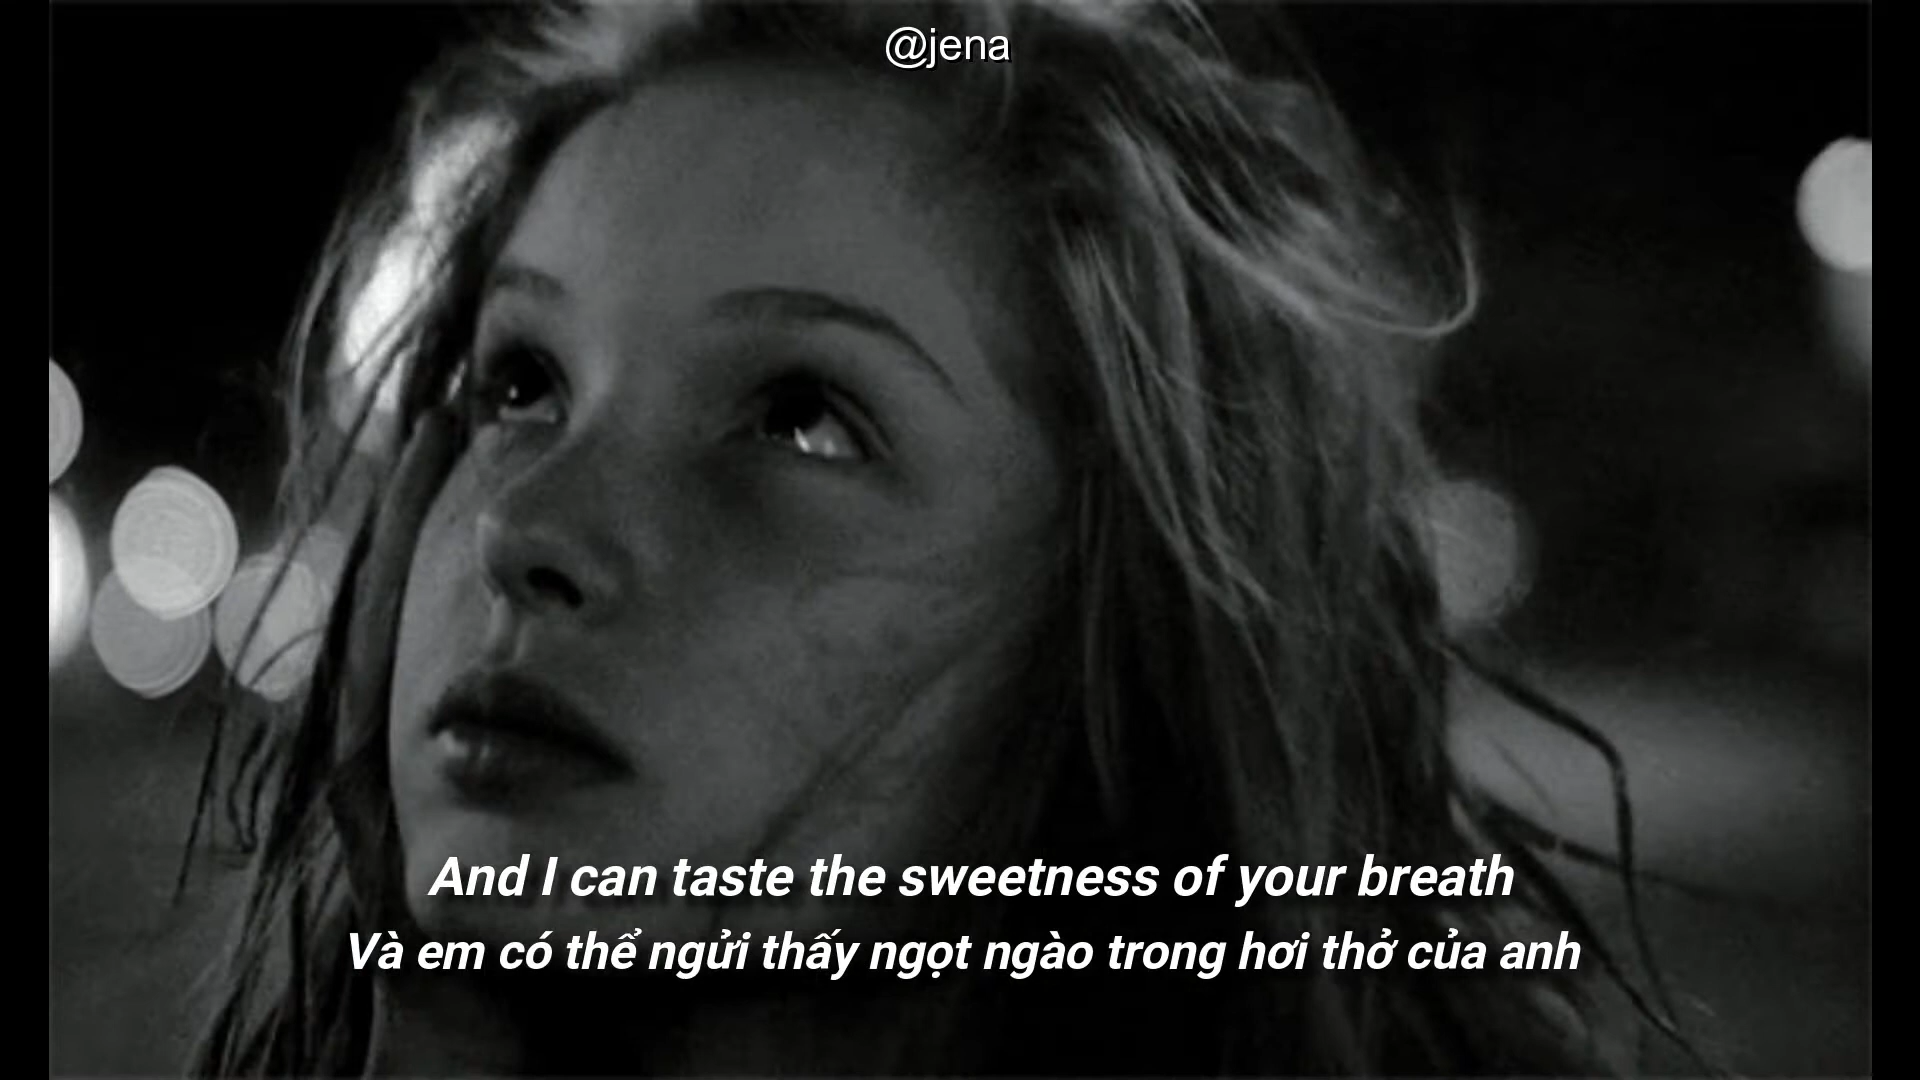 @jena
And I can taste the sweetness of your breath
Và em có thể ngửi thấy ngọt ngào trong hơi thở của anh